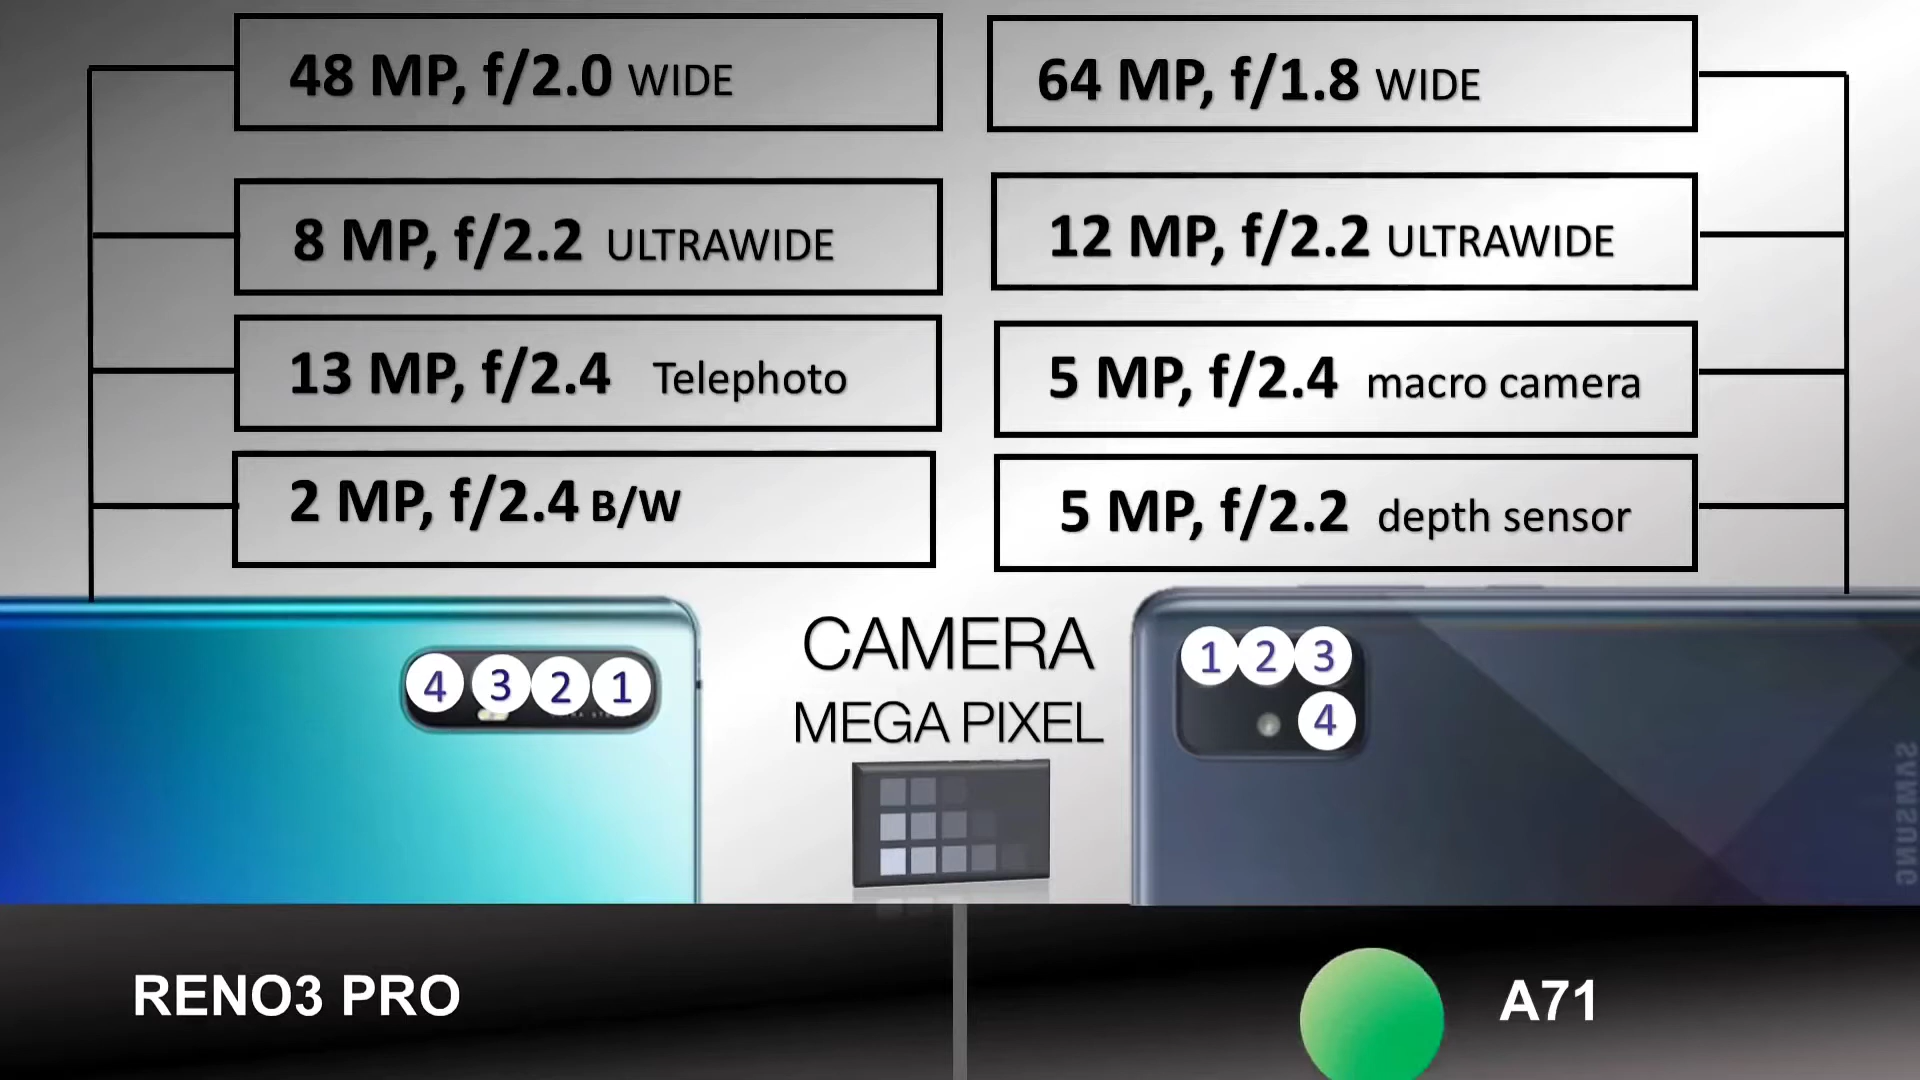 48 MP, f/2.0 WIDE
8 MP, f/2.2 ULTRAWIDE
13 MP, f/2.4 Telephoto
2 MP, f/2.4 B/W
64 MP, f/1.8 WIDE
12 MP, f/2.2 ULTRAWIDE
5 MP, f/2.4 macro camera
5 MP, f/2.2 depth sensor
4 3 2 1
CAMERA
MEGA PIXEL
1 2 3
4
SAMSUNG
RENO3 PRO
A71